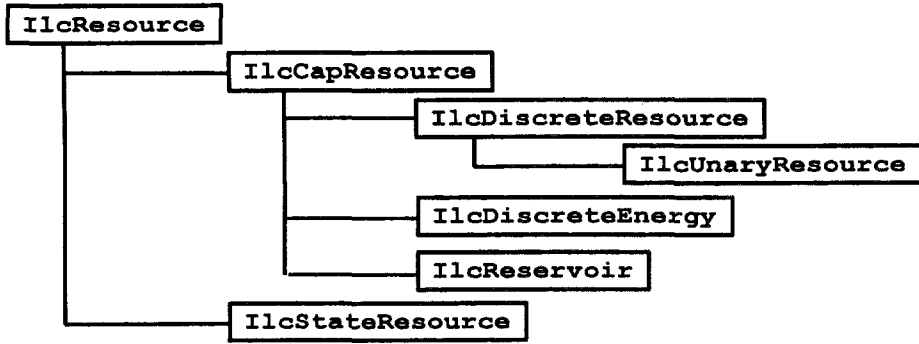 IlcResource
IlcCapResource
IlcDiscreteResource
IlcUnaryResource
IlcDiscreteEnergy
IlcReservoir
IlcStateResource